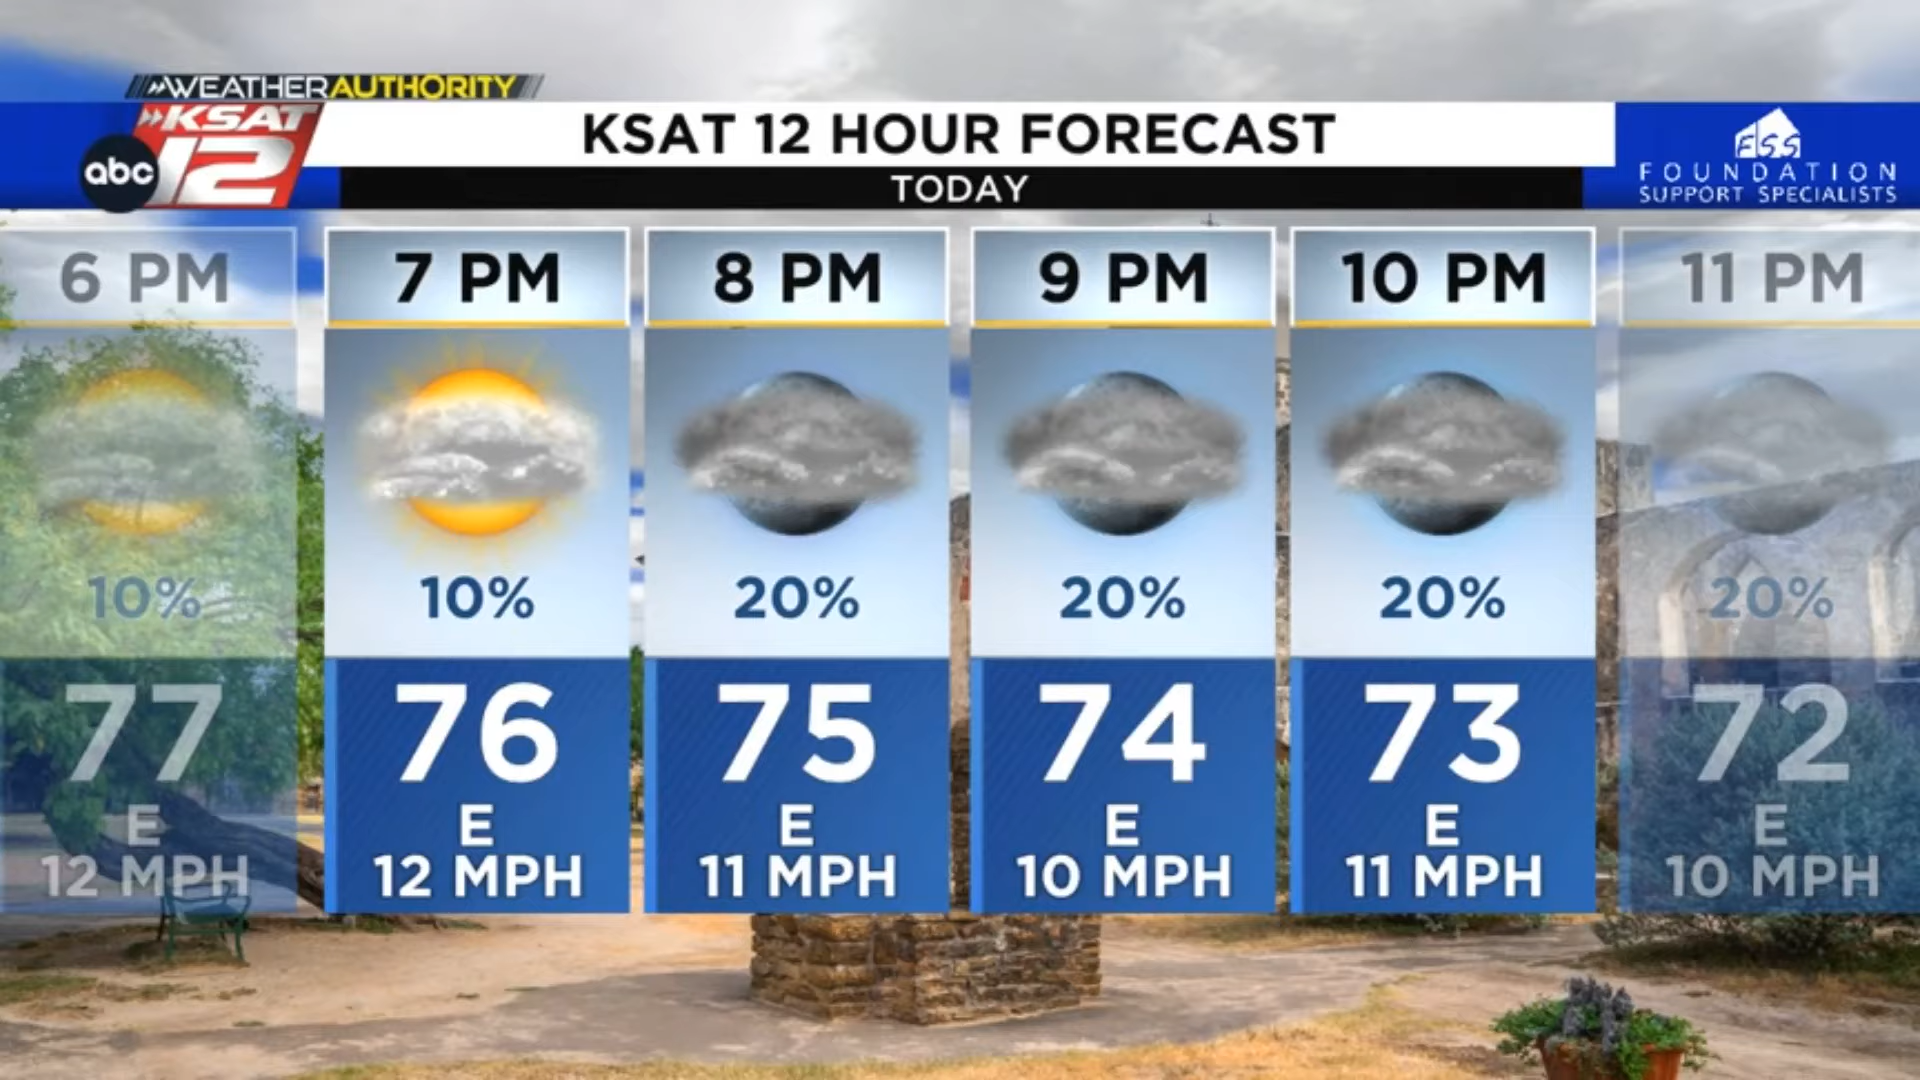 WEATHERAUTHORITY
KSAT
12
abc
KSAT 12 HOUR FORECAST
TODAY
FSS
FOUNDATION
SUPPORT SPECIALISTS
6 PM
7 PM
8 PM
9 PM
10 PM
11 PM
10%
10%
20%
20%
20%
20%
77
76
75
74
73
72
E
E
E
E
E
E
12 MPH
12 MPH
11 MPH
10 MPH
11 MPH
10 MPH